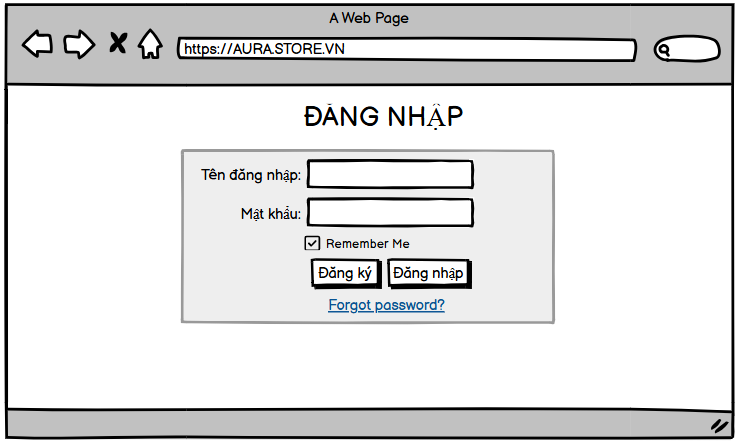 A Web Page
https://AURA.STORE.VN
ĐĂNG NHẬP
Tên đăng nhập:
Mật khẩu:
Remember Me
Đăng ký Đăng nhập
Forgot password?